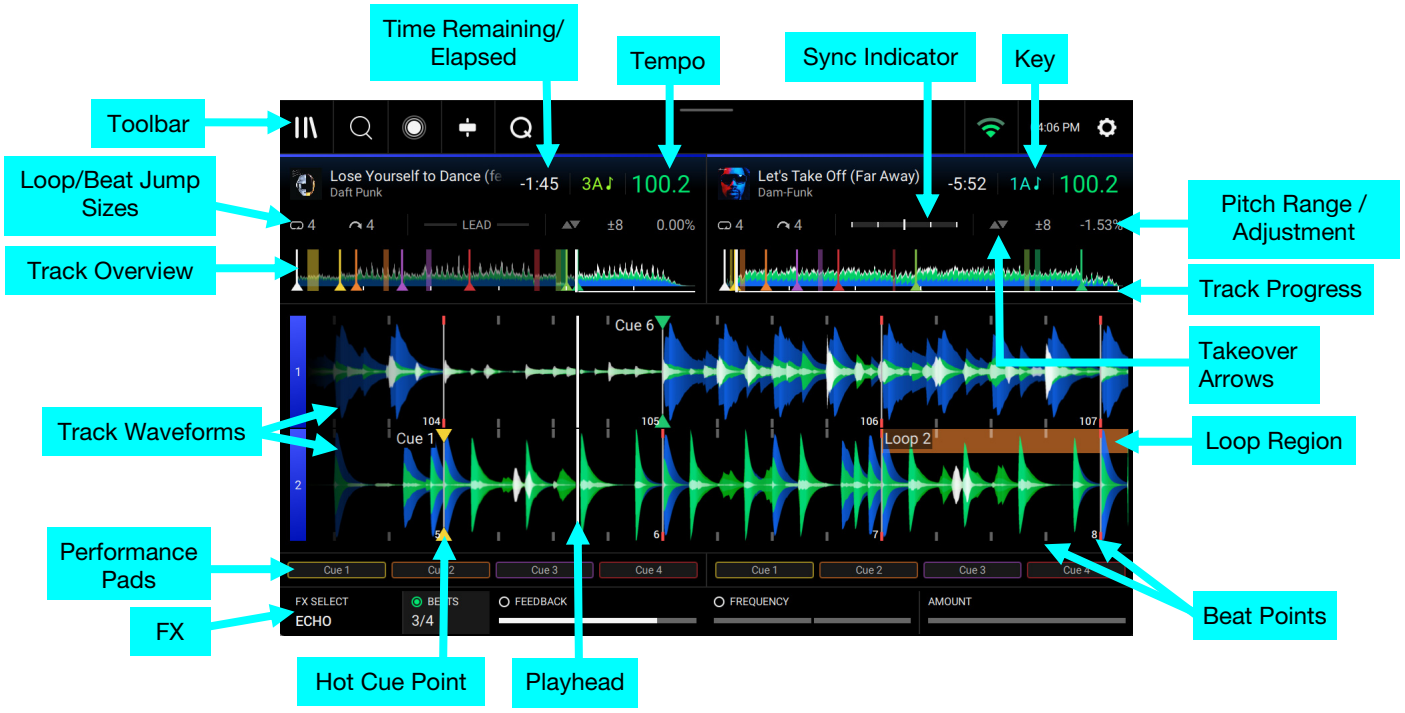 Time Remaining/
Elapsed
Tempo
Sync Indicator
Key
Toolbar
Loop/Beat Jump
Sizes
Track Overview
Track Waveforms
Performance
Pads
FX
Hot Cue Point
Playhead
Pitch Range /
Adjustment
Track Progress
Takeover
Arrows
Loop Region
Beat Points
:06 PM
Lose Yourself to Dance (fe
Daft Punk
-1:45
3A
100.2
Let's Take Off (Far Away)
Dam-Funk
-5:52
1A
100.2
4
4
LEAD
±8
0.00%
4
4
±8
-1.53%
1
Cue 6
104
105
106
107
2
Cue 1
Loop 2
5
6
7
8
Cue 1
Cue 2
Cue 3
Cue 4
Cue 1
Cue 2
Cue 3
Cue 4
FX SELECT
ECHO
BEATS
3/4
FEEDBACK
FREQUENCY
AMOUNT